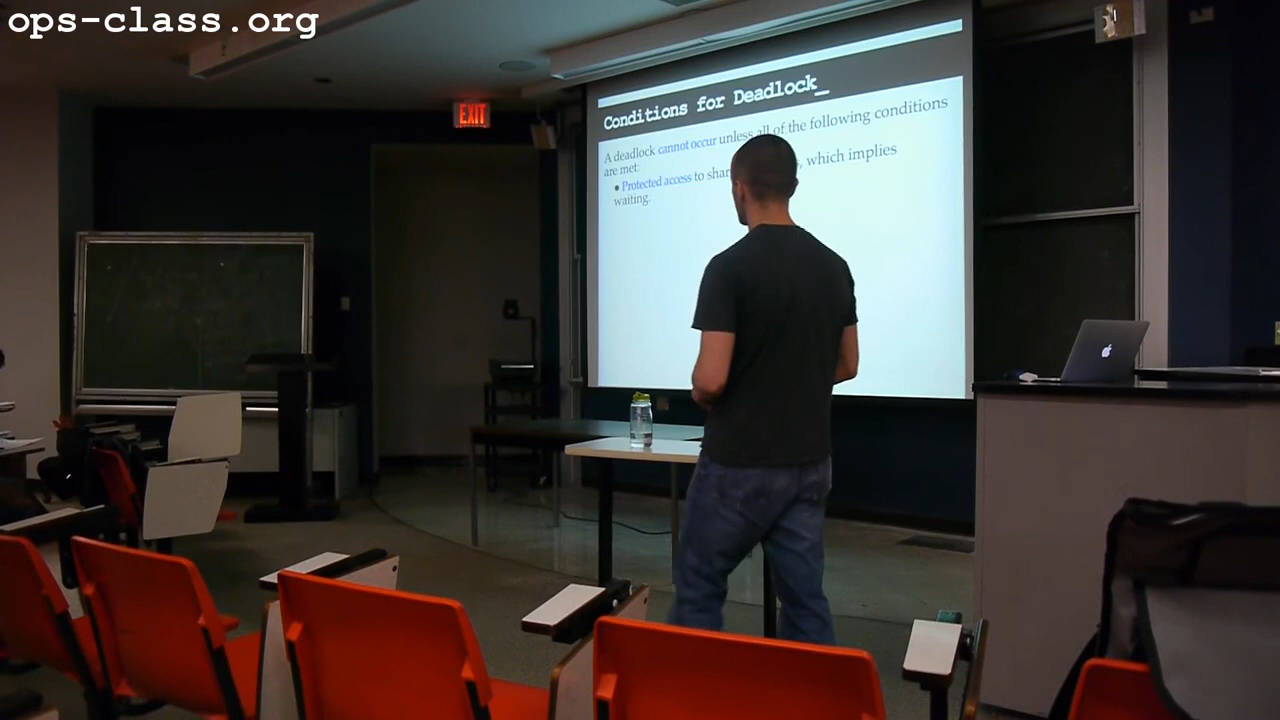 ops-class.org
EXIT
Conditions for Deadlock_
A deadlock cannot occur unless all of the following conditions
are met:
• Protected access to shar , which implies
waiting.